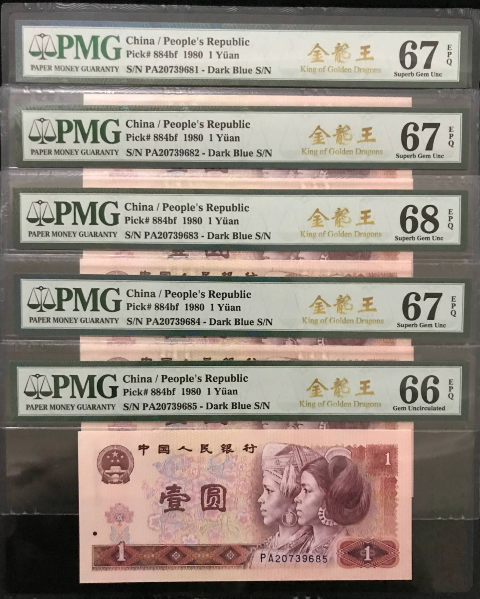 PMG
PAPER MONEY GUARANTY
China / People's Republic
Pick# 884bf 1980 1 Yüan
S/N PA20739681 - Dark Blue S/N
金龍王
King of Golden Dragons
67 EPQ
Superb Gem Unc
PMG
PAPER MONEY GUARANTY
China / People's Republic
Pick# 884bf 1980 1 Yüan
S/N PA20739682 - Dark Blue S/N
金龍王
King of Golden Dragons
67 EPQ
Superb Gem Unc
PMG
PAPER MONEY GUARANTY
China / People's Republic
Pick# 884bf 1980 1 Yüan
S/N PA20739683 - Dark Blue S/N
金龍王
King of Golden Dragons
68 EPQ
Superb Gem Unc
PMG
PAPER MONEY GUARANTY
China / People's Republic
Pick# 884bf 1980 1 Yüan
S/N PA20739684 - Dark Blue S/N
金龍王
King of Golden Dragons
67 EPQ
Superb Gem Unc
PMG
PAPER MONEY GUARANTY
China / People's Republic
Pick# 884bf 1980 1 Yüan
S/N PA20739685 - Dark Blue S/N
金龍王
King of Golden Dragons
66 EPQ
Gem Uncirculated
中国人民银行
1
壹圆
PA20739685
1
1